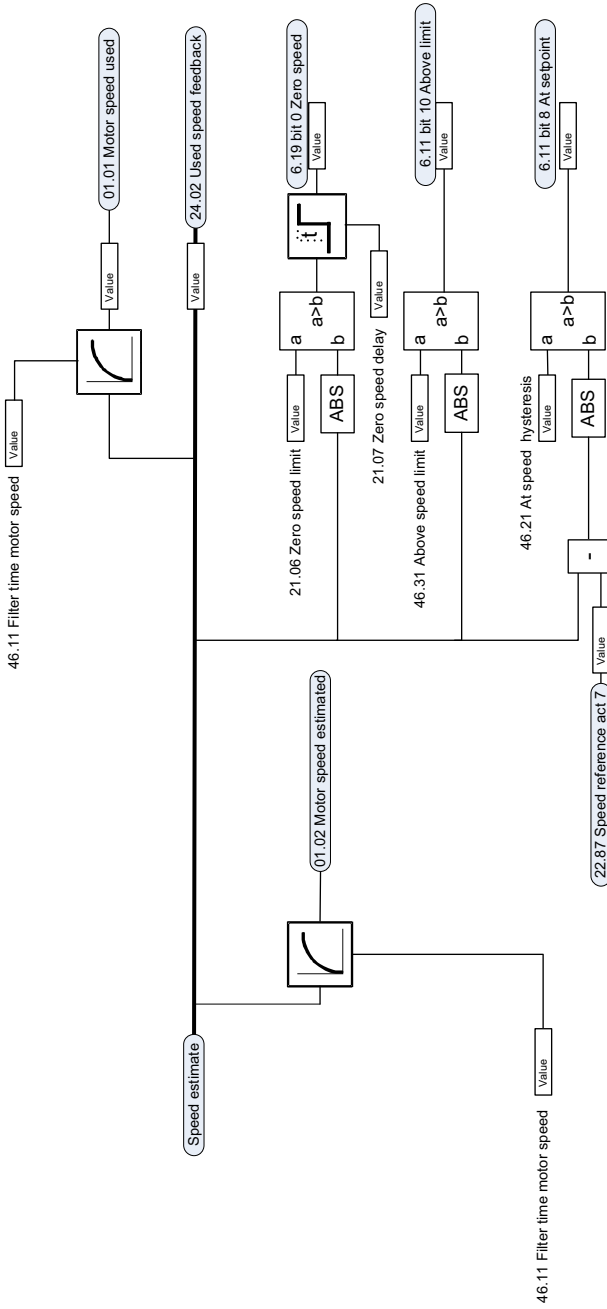 46.11 Filter time motor speed
Value
Value
01.01 Motor speed used
Speed estimate
Value
24.02 Used speed feedback
01.02 Motor speed estimated
46.11 Filter time motor speed
Value
21.06 Zero speed limit
Value
a
a>b
b
ABS
t
Value
6.19 bit 0 Zero speed
21.07 Zero speed delay
Value
46.31 Above speed limit
Value
a
a>b
b
ABS
Value
6.11 bit 10 Above limit
46.21 At speed hysteresis
Value
a
a>b
b
ABS
-
Value
6.11 bit 8 At setpoint
22.87 Speed reference act 7
Value